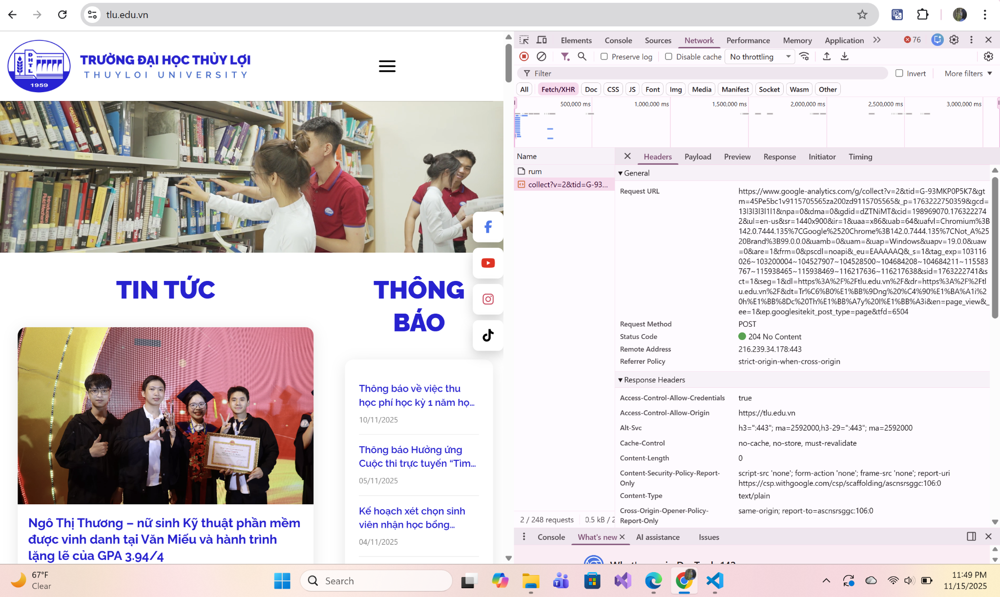 tlu.edu.vn
TRƯỜNG ĐẠI HỌC THỦY LỢI
THUYLOI UNIVERSITY
ĐHTL
1959
TIN TỨC
THÔNG
BÁO
Ngô Thị Thương – nữ sinh Kỹ thuật phần mềm
được vinh danh tại Văn Miếu và hành trình
lặng lẽ của GPA 3.94/4
Thông báo về việc thu
học phí học kỳ 1 năm họ...
10/11/2025
Thông báo Hưởng ứng
Cuộc thi trực tuyến “Tìm...
05/11/2025
Kế hoạch xét chọn sinh
viên nhận học bổng...
04/11/2025
Elements Console Sources Network Performance Memory Application 76
Preserve log Disable cache No throttling
Filter Invert More filters
All Fetch/XHR Doc CSS JS Font Img Media Manifest Socket Wasm Other
500,000 ms 1,000,000 ms 1,500,000 ms 2,000,000 ms 2,500,000 ms 3,000,000 ms
Name
rum
collect?v=2&tid=G-93...
2 / 248 requests 0.5 kB / 2
Headers Payload Preview Response Initiator Timing
General
Request URL
https://www.google-analytics.com/g/collect?v=2&tid=G-93MKP0P5K7&gt
m=45Pe5bc1v9115705565za200zd9115705565&_p=1763222750359&gcd=
13l3l3l3l1l1&npa=0&dma=0&gdid=dZTNiMT&cid=198969070.176322274
2&ul=en-us&sr=1440x900&ir=1&uaa=x86&uab=64&uafvl=Chromium%3B
142.0.7444.135%7CGoogle%2520Chrome%3B142.0.7444.135%7CNot_A%25
20Brand%3B99.0.0.0&uamb=0&uam=&uap=Windows&uapv=19.0.0&uaw
=0&are=1&frm=0&pscdl=noapi&_eu=EAAAAAQ&_s=1&tag_exp=103116
026~103200004~104527907~104528500~104684208~104684211~115583
767~115938465~115938469~116217636~116217638&sid=1763222741&s
ct=1&seg=1&dl=https%3A%2F%2Ftlu.edu.vn%2F&dr=https%3A%2F%2Ftl
u.edu.vn%2F&dt=Tr%C6%B0%E1%BB%9Dng%20%C4%90%E1%BA%A1i%2
0h%E1%BB%8Dc%20Th%E1%BB%A7y%20l%E1%BB%A3i&en=page_view&_
ee=1&ep.googlesitekit_post_type=page&tfd=6504
Request Method POST
Status Code 204 No Content
Remote Address 216.239.34.178:443
Referrer Policy strict-origin-when-cross-origin
Response Headers
Access-Control-Allow-Credentials true
Access-Control-Allow-Origin https://tlu.edu.vn
Alt-Svc h3=":443"; ma=2592000,h3-29=":443"; ma=2592000
Cache-Control no-cache, no-store, must-revalidate
Content-Length 0
Content-Security-Policy-Report-
Only
script-src 'none'; form-action 'none'; frame-src 'none'; report-uri
https://csp.withgoogle.com/csp/scaffolding/ascnsrsggc:106:0
Content-Type text/plain
Cross-Origin-Opener-Policy-
Report-Only
same-origin; report-to=ascnsrsggc:106:0
Console What's new AI assistance Issues
67°F
Clear
Search
11:49 PM
11/15/2025